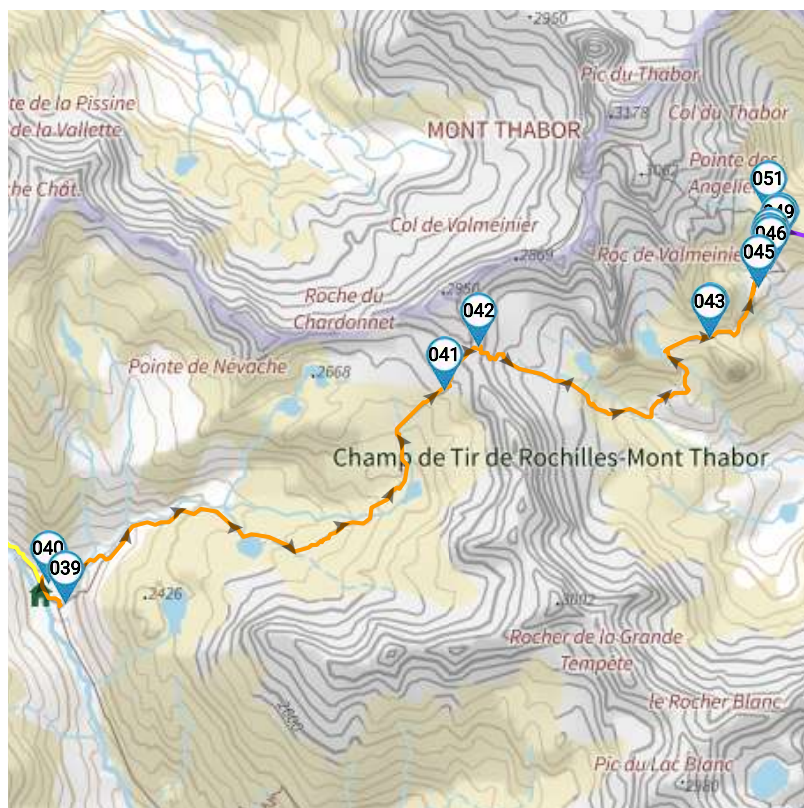 2950
Pic du Thabor
te de la Pissine
de la Vallette
MONT THABOR
3178
Col du Thabor
Pointe des
Angelie
051
che Chât.
049
046
Col de Valmeinier
2869
Roc de Valmeinie
045
2950
Roche du
Chardonnet
042
043
041
Pointe de Névache
2668
Champ de Tir de Rochilles-Mont Thabor
040
039
2426
3002
Rocher de la Grande
Tempête
le Rocher Blanc
Pic du Lac Blanc
2980